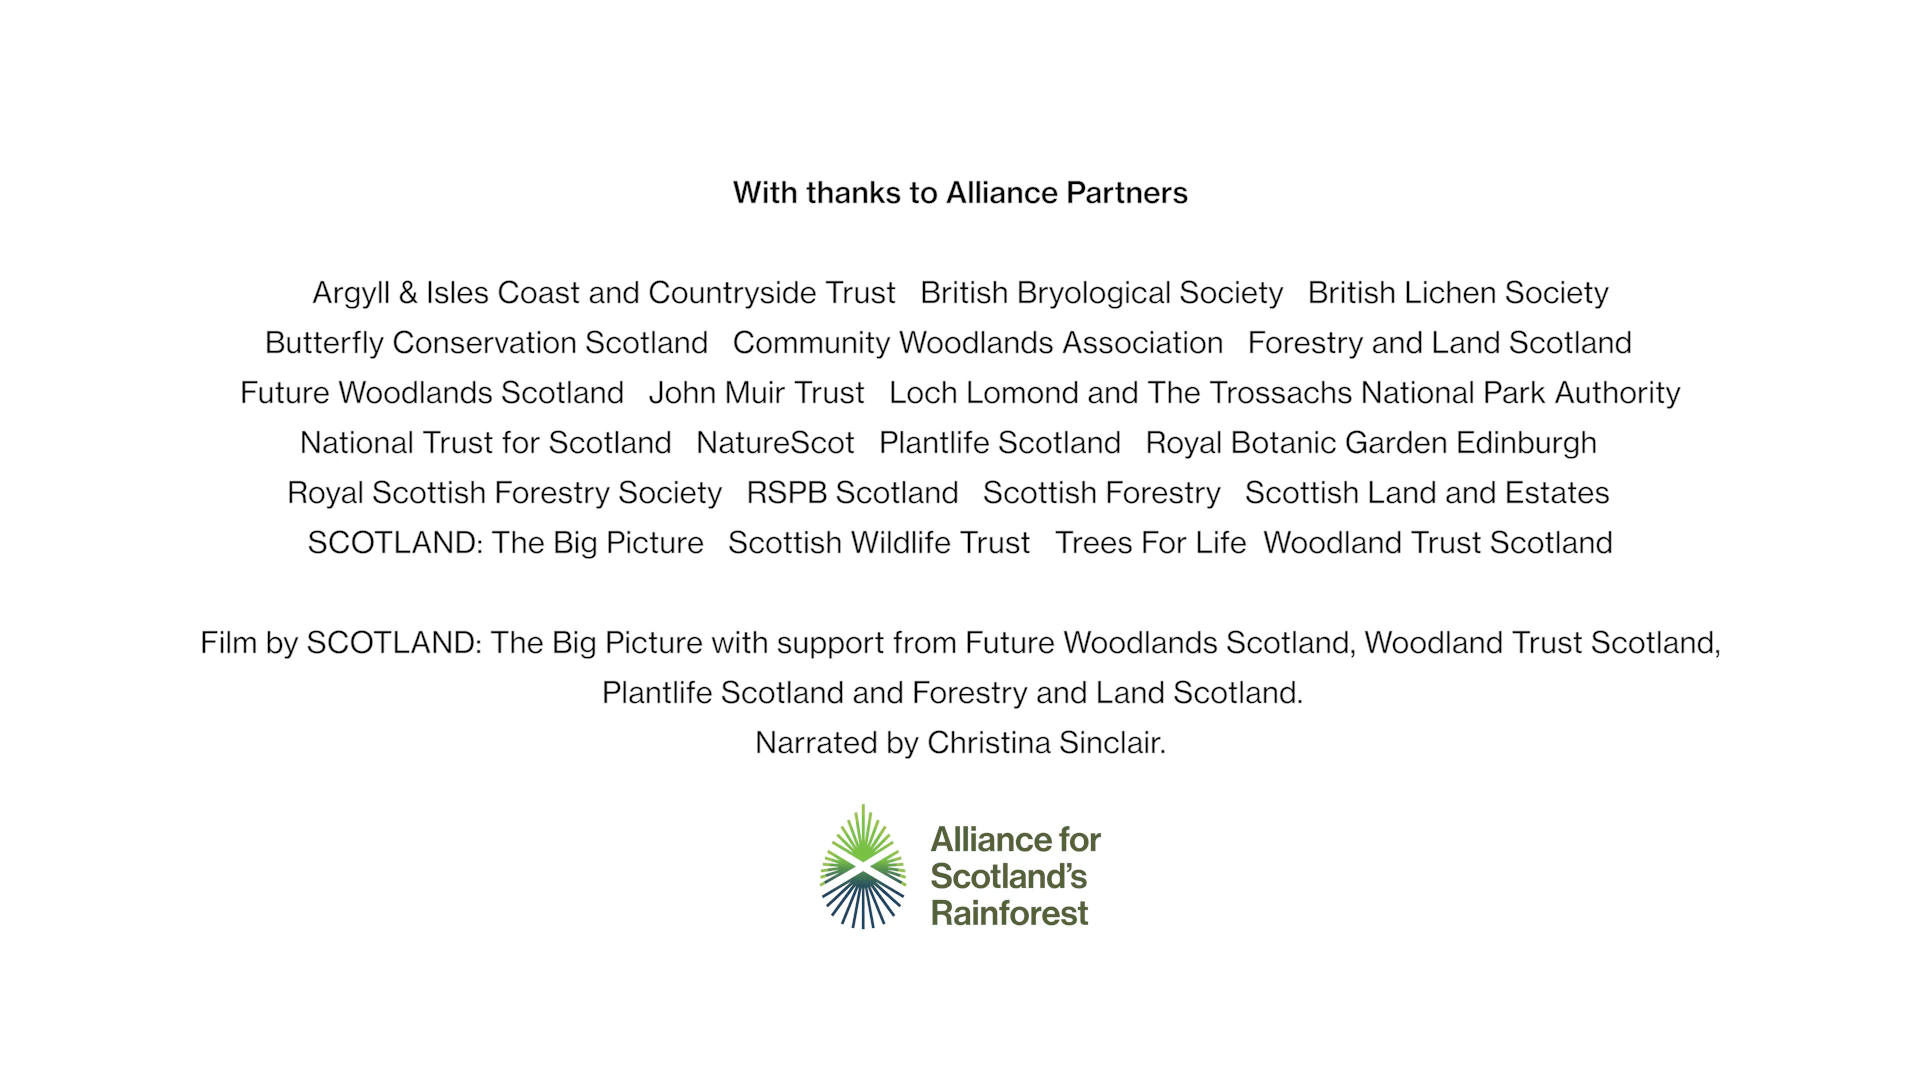 With thanks to Alliance Partners
Argyll & Isles Coast and Countryside Trust British Bryological Society British Lichen Society
Butterfly Conservation Scotland Community Woodlands Association Forestry and Land Scotland
Future Woodlands Scotland John Muir Trust Loch Lomond and The Trossachs National Park Authority
National Trust for Scotland NatureScot Plantlife Scotland Royal Botanic Garden Edinburgh
Royal Scottish Forestry Society RSPB Scotland Scottish Forestry Scottish Land and Estates
SCOTLAND: The Big Picture Scottish Wildlife Trust Trees For Life Woodland Trust Scotland
Film by SCOTLAND: The Big Picture with support from Future Woodlands Scotland, Woodland Trust Scotland,
Plantlife Scotland and Forestry and Land Scotland.
Narrated by Christina Sinclair.
Alliance for
Scotland’s
Rainforest